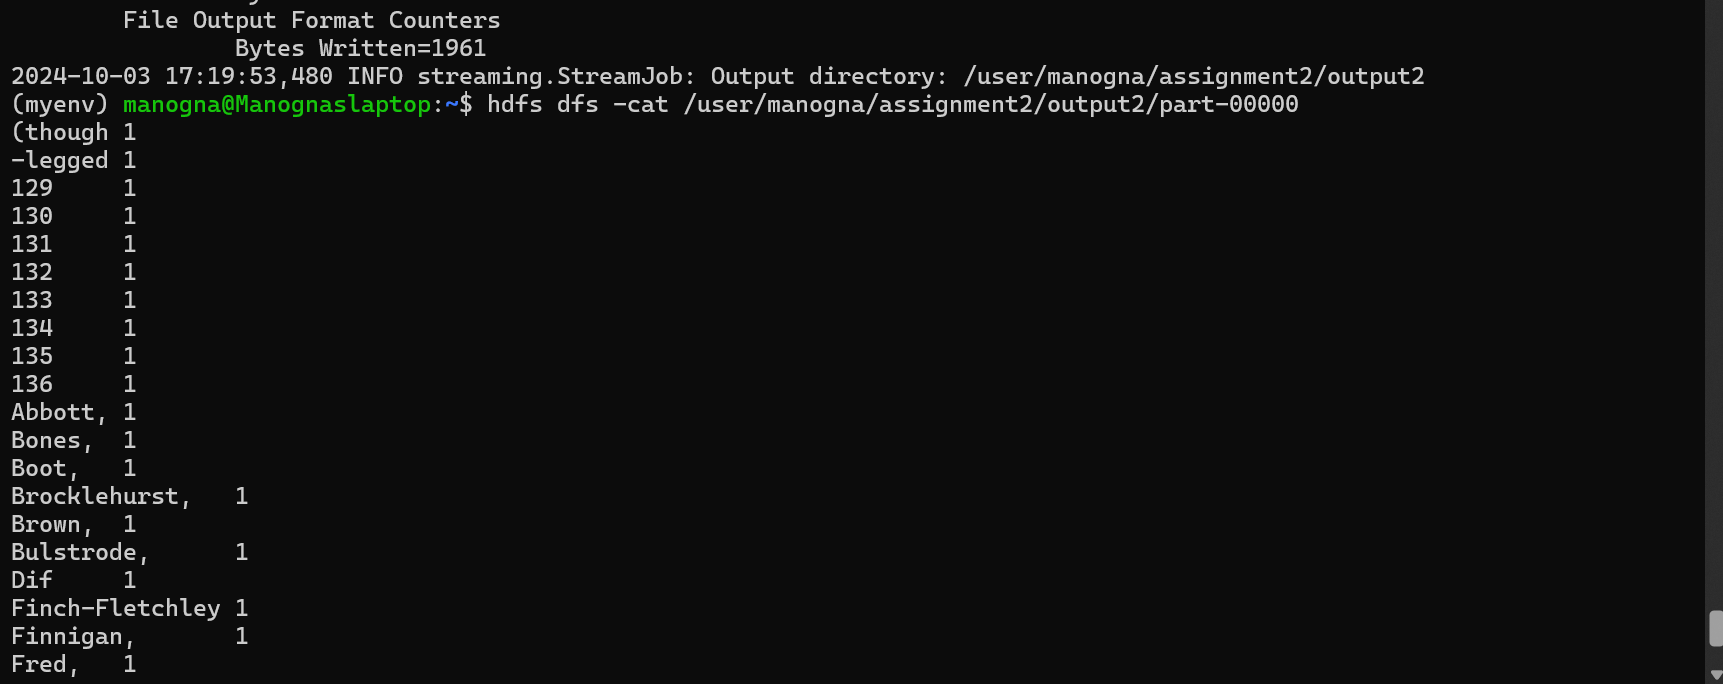 File Output Format Counters
Bytes Written=1961
2024-10-03 17:19:53,480 INFO streaming.StreamJob: Output directory: /user/manogna/assignment2/output2
(myenv) manogna@Manognaslaptop:~$ hdfs dfs -cat /user/manogna/assignment2/output2/part-00000
(though 1
-legged 1
129 1
130 1
131 1
132 1
133 1
134 1
135 1
136 1
Abbott, 1
Bones, 1
Boot, 1
Brocklehurst, 1
Brown, 1
Bulstrode, 1
Dif 1
Finch-Fletchley 1
Finnigan, 1
Fred, 1